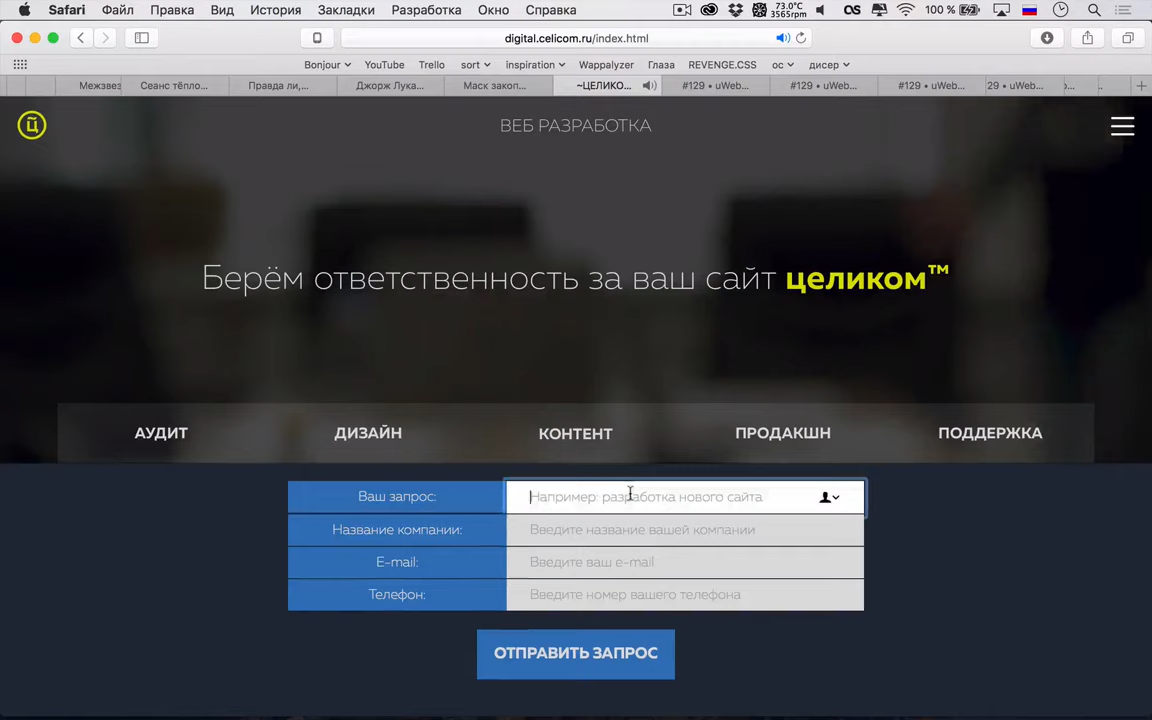 Safari Файл Правка Вид История Закладки Разработка Окно Справка 73.0°C 3565rpm 100 %
digital.celicom.ru/index.html
Bonjour YouTube Trello sort inspiration Wappalyzer Глаза REVENGE.CSS ос дисер
Межзвез Сеанс тёпло... Правда ли,... Джорж Лука... Маск закоп... ~ЦЕЛИКО... #129 • uWeb... #129 • uWeb... #129 • uWeb... 29 • uWeb...
ВЕБ РАЗРАБОТКА
Берём ответственность за ваш сайт целиком™
АУДИТ ДИЗАЙН КОНТЕНТ ПРОДАКШН ПОДДЕРЖКА
Ваш запрос: Например: разработка нового сайта
Название компании: Введите название вашей компании
E-mail: Введите ваш e-mail
Телефон: Введите номер вашего телефона
ОТПРАВИТЬ ЗАПРОС